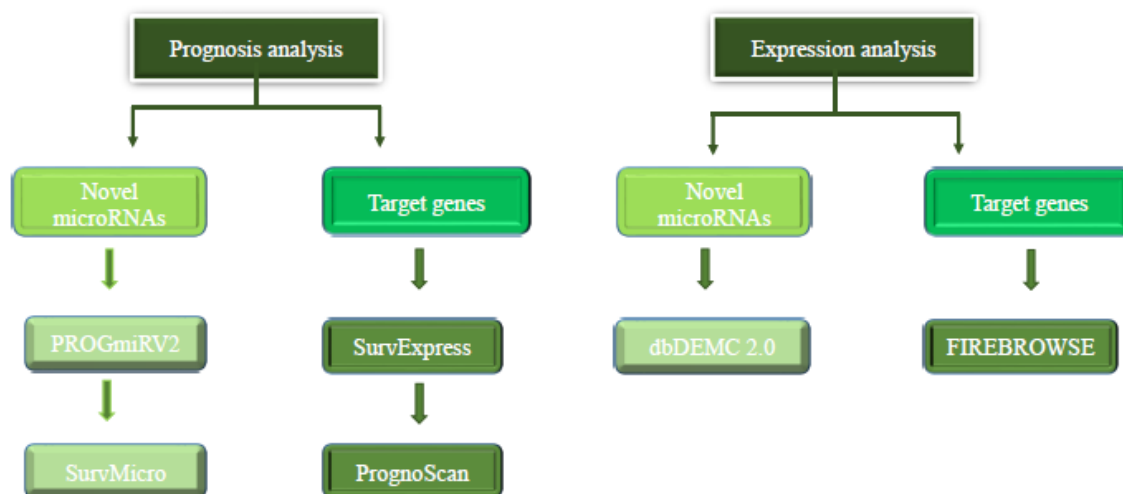 Prognosis analysis
Expression analysis
Novel
microRNAs
Target genes
Novel
microRNAs
Target genes
PROGmiRV2
SurvExpress
dbDEMC 2.0
FIREBROWSE
SurvMicro
PrognoScan